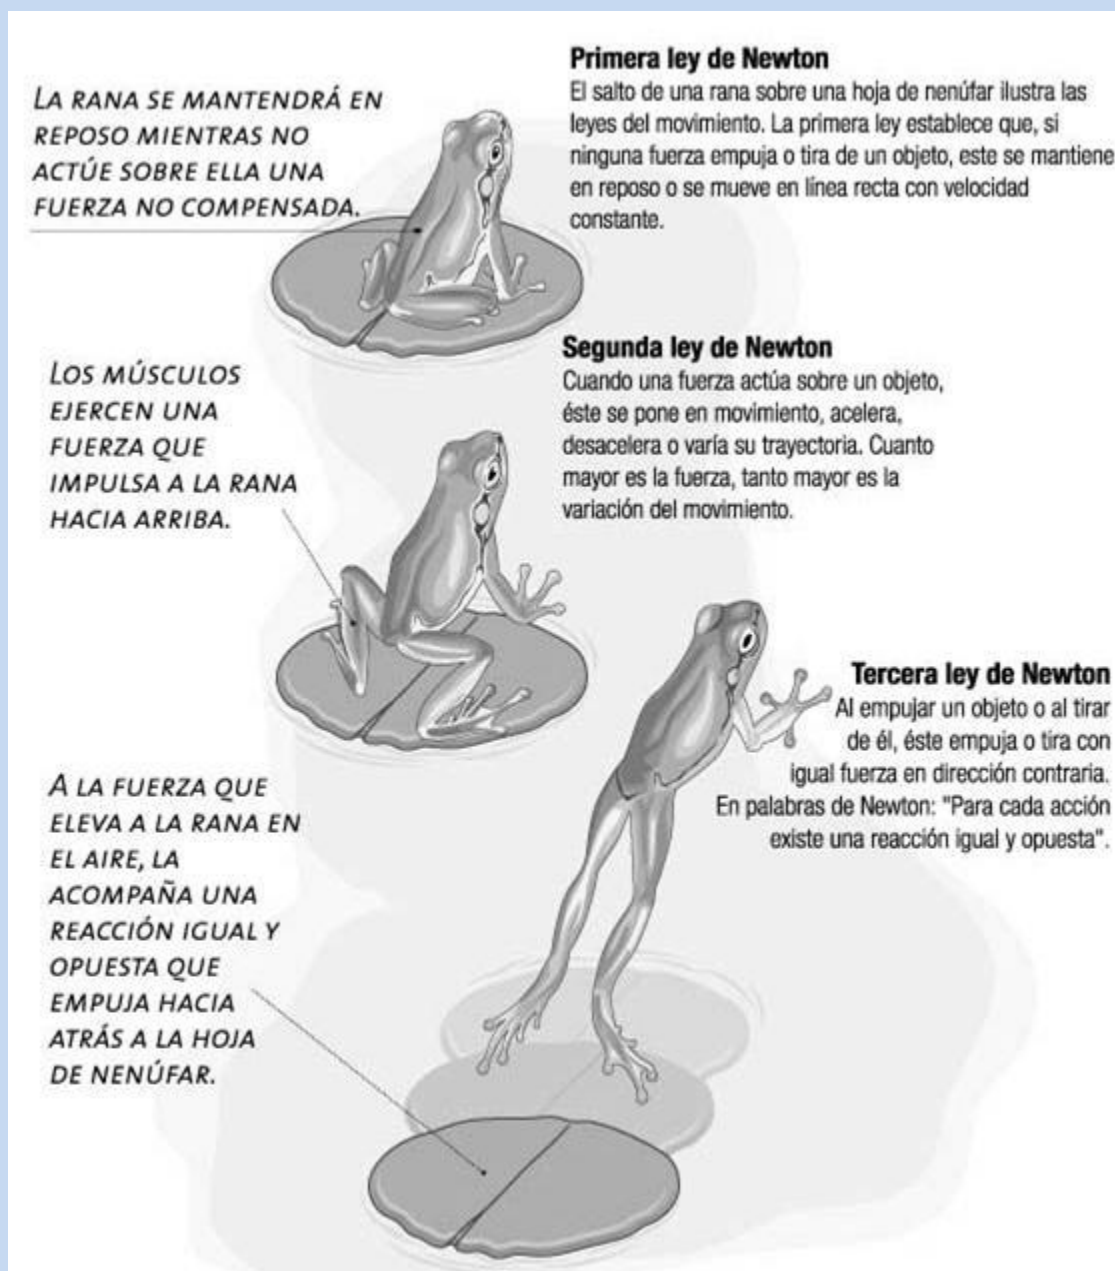 LA RANA SE MANTENDRÁ EN
REPOSO MIENTRAS NO
ACTÚE SOBRE ELLA UNA
FUERZA NO COMPENSADA.
Primera ley de Newton
El salto de una rana sobre una hoja de nenúfar ilustra las
leyes del movimiento. La primera ley establece que, si
ninguna fuerza empuja o tira de un objeto, este se mantiene
en reposo o se mueve en línea recta con velocidad
constante.
LOS MÚSCULOS
EJERCEN UNA
FUERZA QUE
IMPULSA A LA RANA
HACIA ARRIBA.
Segunda ley de Newton
Cuando una fuerza actúa sobre un objeto,
éste se pone en movimiento, acelera,
desacelera o varía su trayectoria. Cuanto
mayor es la fuerza, tanto mayor es la
variación del movimiento.
Tercera ley de Newton
Al empujar un objeto o al tirar
de él, éste empuja o tira con
igual fuerza en dirección contraria.
En palabras de Newton: "Para cada acción
existe una reacción igual y opuesta".
A LA FUERZA QUE
ELEVA A LA RANA EN
EL AIRE, LA
ACOMPAÑA UNA
REACCIÓN IGUAL Y
OPUESTA QUE
EMPUJA HACIA
ATRÁS A LA HOJA
DE NENÚFAR.